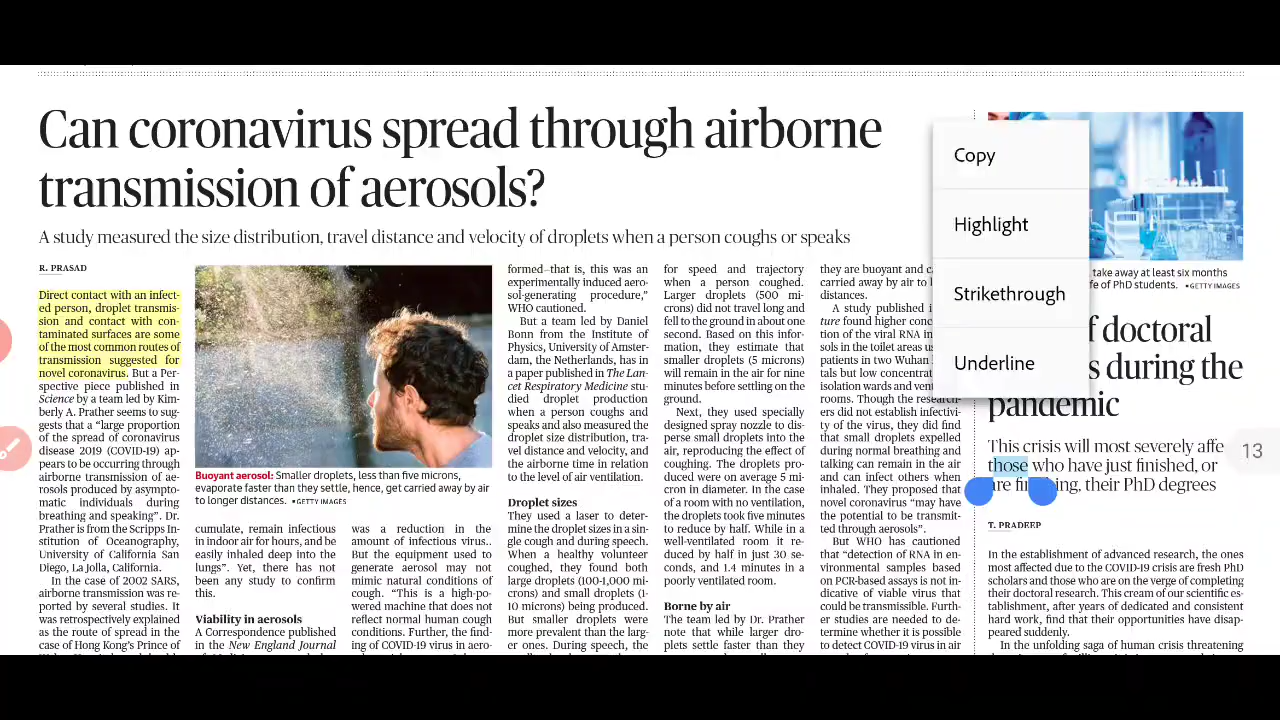 Can coronavirus spread through airborne
transmission of aerosols?
A study measured the size distribution, travel distance and velocity of droplets when a person coughs or speaks
R. PRASAD
Direct contact with an infect-
ed person, droplet transmis-
sion and contact with con-
taminated surfaces are some
of the most common routes of
transmission suggested for
novel coronavirus. But a Per-
spective piece published in
Science by a team led by Kim-
berly A. Prather seems to sug-
gests that a “large proportion
of the spread of coronavirus
disease 2019 (COVID-19) ap-
pears to be occurring through
airborne transmission of ae-
rosols produced by asympto-
matic individuals during
breathing and speaking”. Dr.
Prather is from the Scripps In-
stitution of Oceanography,
University of California San
Diego, La Jolla, California.
In the case of 2002 SARS,
airborne transmission was re-
ported by several studies. It
was retrospectively explained
as the route of spread in the
case of Hong Kong's Prince of
Buoyant aerosol: Smaller droplets, less than five microns,
evaporate faster than they settle, hence, get carried away by air
to longer distances. •GETTY IMAGES
cumulate, remain infectious
in indoor air for hours, and be
easily inhaled deep into the
lungs”. Yet, there has not
been any study to confirm
this.
Viability in aerosols
A Correspondence published
in the New England Journal
was a reduction in the
amount of infectious virus..
But the equipment used to
generate aerosol may not
mimic natural conditions of
cough. “This is a high-po-
wered machine that does not
reflect normal human cough
conditions. Further, the find-
ing of COVID-19 virus in aero-
formed–that is, this was an
experimentally induced aero-
sol-generating procedure,”
WHO cautioned.
But a team led by Daniel
Bonn from the Institute of
Physics, University of Amster-
dam, the Netherlands, has in
a paper published in The Lan-
cet Respiratory Medicine stu-
died droplet production
when a person coughs and
speaks and also measured the
droplet size distribution, tra-
vel distance and velocity, and
the airborne time in relation
to the level of air ventilation.
Droplet sizes
They used a laser to deter-
mine the droplet sizes in a sin-
gle cough and during speech.
When a healthy volunteer
coughed, they found both
large droplets (100-1,000 mi-
crons) and small droplets (1-
10 microns) being produced.
But smaller droplets were
more prevalent than the larg-
er ones. During speech, the
for speed and trajectory
when a person coughed.
Larger droplets (500 mi-
crons) did not travel long and
fell to the ground in about one
second. Based on this infor-
mation, they estimate that
smaller droplets (5 microns)
will remain in the air for nine
minutes before settling on the
ground.
Next, they used specially
designed spray nozzle to dis-
perse small droplets into the
air, reproducing the effect of
coughing. The droplets pro-
duced were on average 5 mi-
cron in diameter. In the case
of a room with no ventilation,
the droplets took five minutes
to reduce by half. While in a
well-ventilated room it re-
duced by half in just 30 sec-
onds, and 1.4 minutes in a
poorly ventilated room.
Borne by air
The team led by Dr. Prather
note that while larger dro-
plets settle faster than they
they are buoyant and c
carried away by air to l
distances.
A study published i
ture found higher conc
tion of the viral RNA in
sols in the toilet areas u
patients in two Wuhan
tals but low concentrat
isolation wards and vent
rooms. Though the research-
ers did not establish infectivi-
ty of the virus, they did find
that small droplets expelled
during normal breathing and
talking can remain in the air
and can infect others when
inhaled. They proposed that
novel coronavirus “may have
the potential to be transmit-
ted through aerosols”.
But WHO has cautioned
that “detection of RNA in en-
vironmental samples based
on PCR-based assays is not in-
dicative of viable virus that
could be transmissible. Furth-
er studies are needed to de-
termine whether it is possible
to detect COVID-19 virus in air
Copy
Highlight
Strikethrough
Underline
take away at least six months
fe of PhD students. •GETTY IMAGES
f doctoral
s during the
pandemic
This crisis will most severely affe
those who have just finished, or
are finishing, their PhD degrees
13
T. PRADEEP
In the establishment of advanced research, the ones
most affected due to the COVID-19 crisis are fresh PhD
scholars and those who are on the verge of completing
their doctoral research. This cream of our scientific es-
tablishment, after years of dedicated and consistent
hard work, find that their opportunities have disap-
peared suddenly.
In the unfolding saga of human crisis threatening